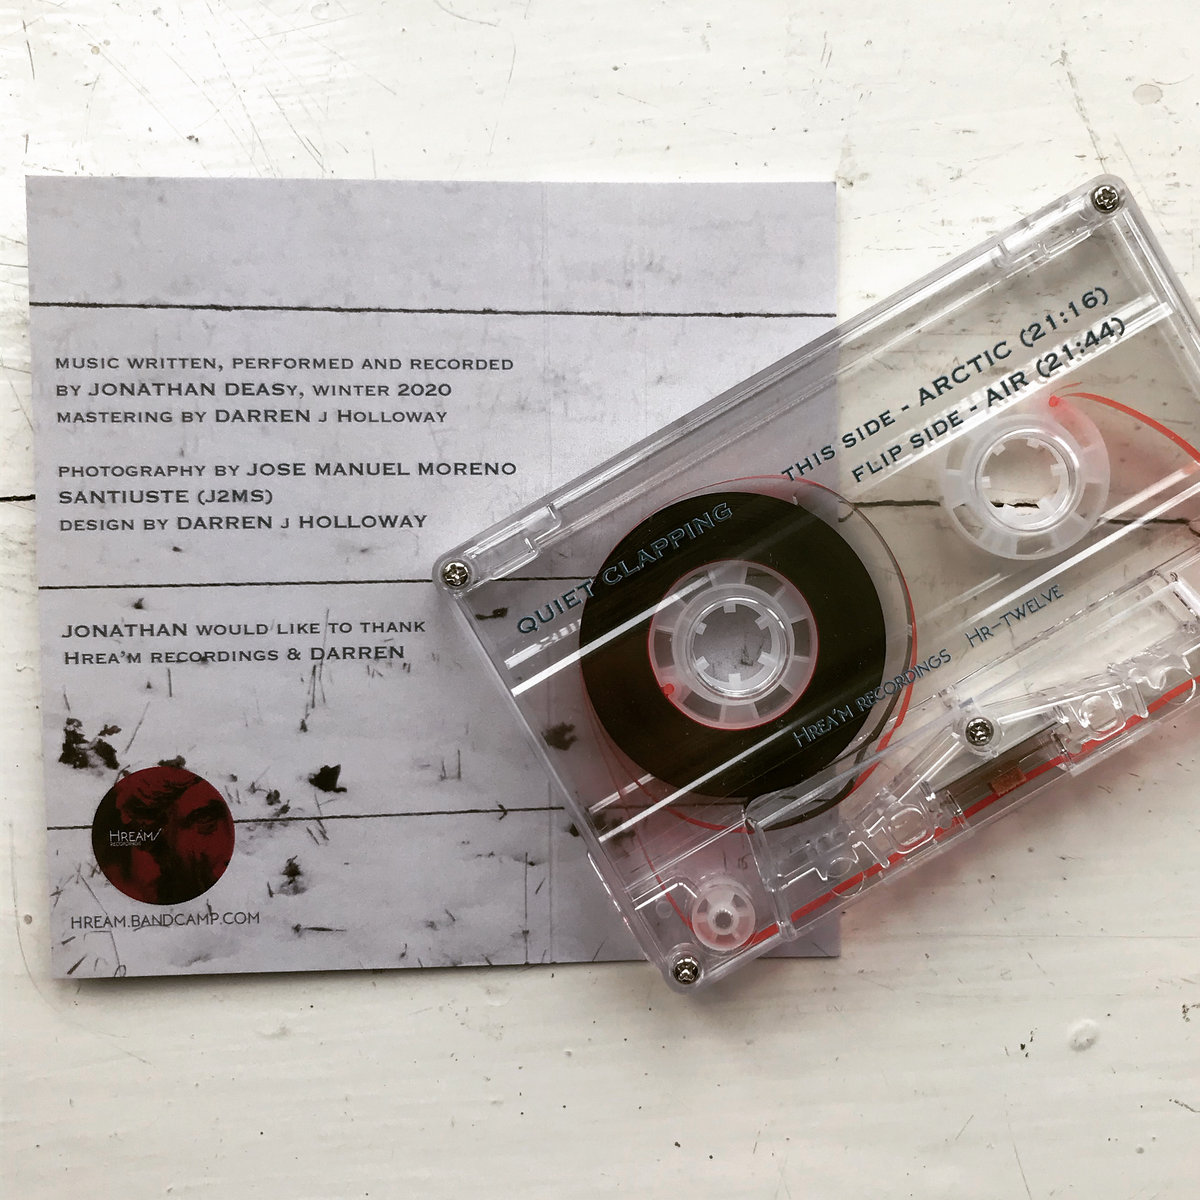 MUSIC WRITTEN, PERFORMED AND RECORDED
BY JONATHAN DEASY, WINTER 2020
MASTERING BY DARREN J HOLLOWAY
PHOTOGRAPHY BY JOSE MANUEL MORENO
SANTIUSTE (J2MS)
DESIGN BY DARREN J HOLLOWAY
JONATHAN WOULD LIKE TO THANK
HREA'M RECORDINGS & DARREN
HREAM/
RECORDINGS
HREAM.BANDCAMP.COM
QUIET CLAPPING
THIS SIDE - ARCTIC (21:16)
FLIP SIDE - AIR (21:44)
HREA'M RECORDINGS HR-TWELVE